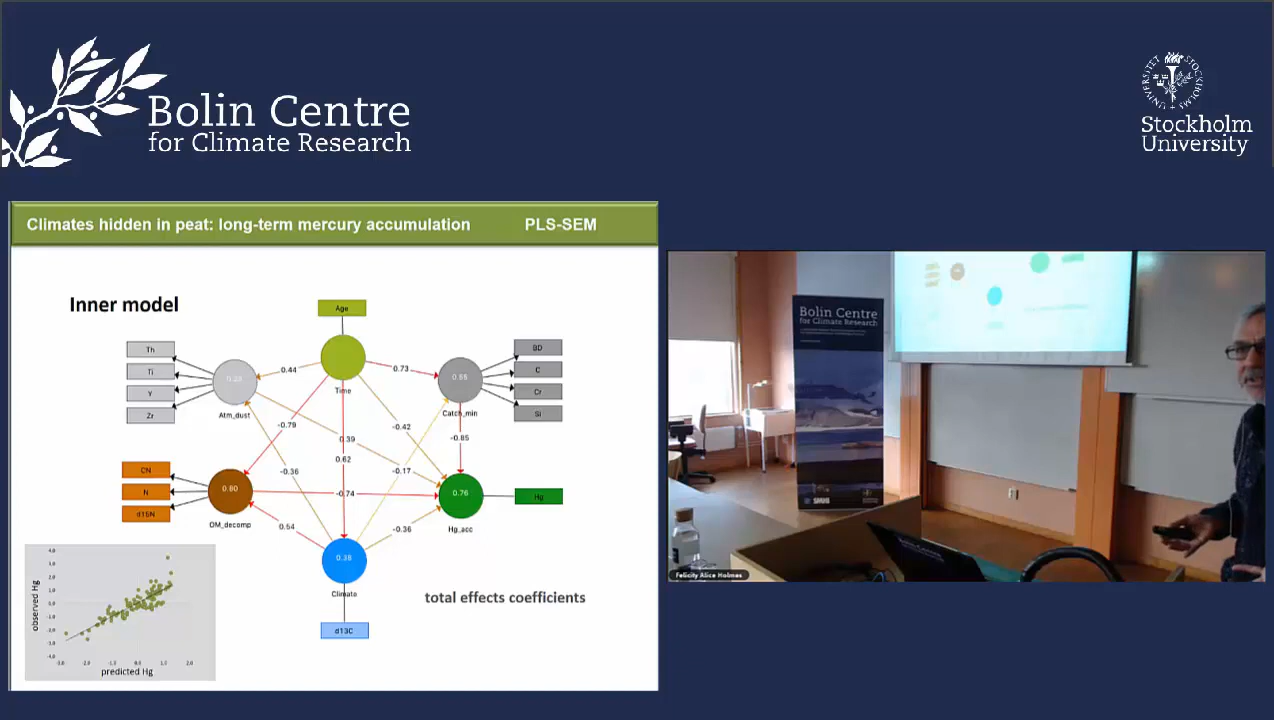 Bolin Centre
for Climate Research
Stockholm
University
Climates hidden in peat: long-term mercury accumulation PLS-SEM
Inner model
Age
Time
Th
Ti
Y
Zr
Atm_dust
BD
C
Cr
Si
Catch_min
0.44
0.73
-0.79
0.39
-0.42
-0.85
0.62
-0.36
-0.17
CN
N
d15N
0.80
OM_decomp
-0.74
0.76
Hg
Hg_acc
0.54
-0.36
0.38
Climate
d13C
total effects coefficients
observed Hg
predicted Hg
Bolin Centre
for Climate Research
Felicity Alice Holmes